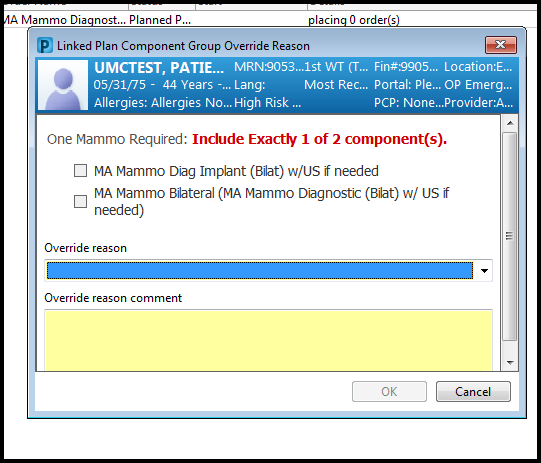 MA Mammo Diagnost... Planned P... placing 0 order(s)
Linked Plan Component Group Override Reason
UMCTEST, PATIE... MRN:9053... 1st WT (T... Fin#:9905... Location:E...
05/31/75 - 44 Years -... Lang: Most Rec... Portal: Ple... OP Emerg...
Allergies: Allergies No... High Risk ... PCP: None... Provider:A...
One Mammo Required: Include Exactly 1 of 2 component(s).
MA Mammo Diag Implant (Bilat) w/US if needed
MA Mammo Bilateral (MA Mammo Diagnostic (Bilat) w/ US if
needed)
Override reason
Override reason comment
OK Cancel